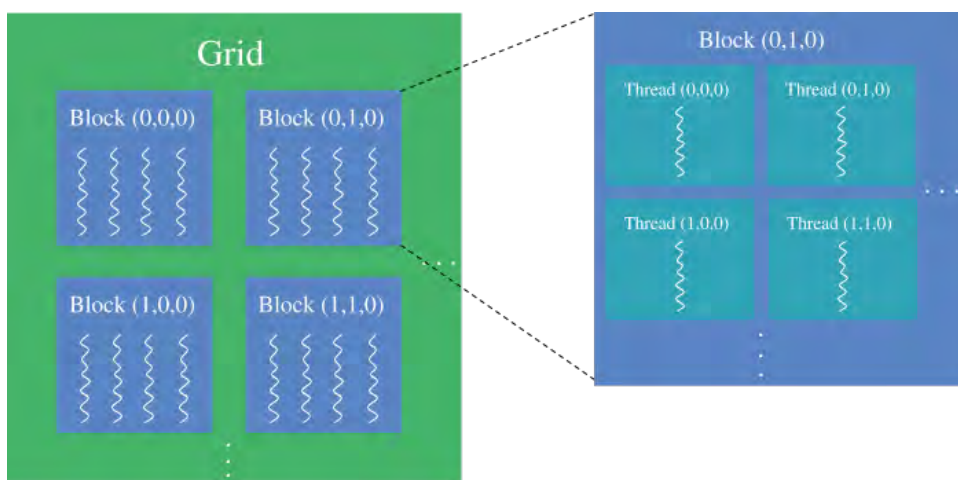 Grid
Block (0,0,0)
Block (0,1,0)
Block (1,0,0)
Block (1,1,0)
Block (0,1,0)
Thread (0,0,0)
Thread (0,1,0)
Thread (1,0,0)
Thread (1,1,0)